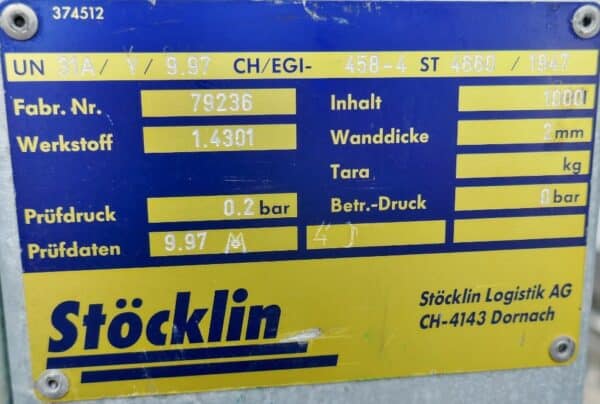 374512
UN 31A / Y / 9.97 CH/EGI- 458-4 ST 4660 / 1947
Fabr. Nr. 79236 Inhalt 1000l
Werkstoff 1.4301 Wanddicke 2 mm
Tara kg
Prüfdruck 0.2 bar Betr.-Druck 0 bar
Prüfdaten 9.97
Stöcklin
Stöcklin Logistik AG
CH-4143 Dornach